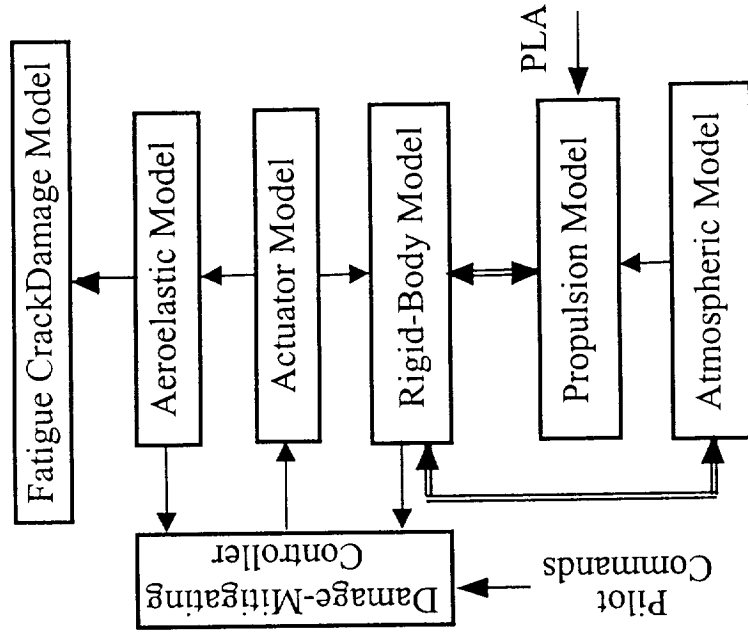 Fatigue CrackDamage Model
Aeroelastic Model
Actuator Model
Rigid-Body Model
Propulsion Model
Atmospheric Model
PLA
Damage-Mitigating
Controller
Pilot
Commands